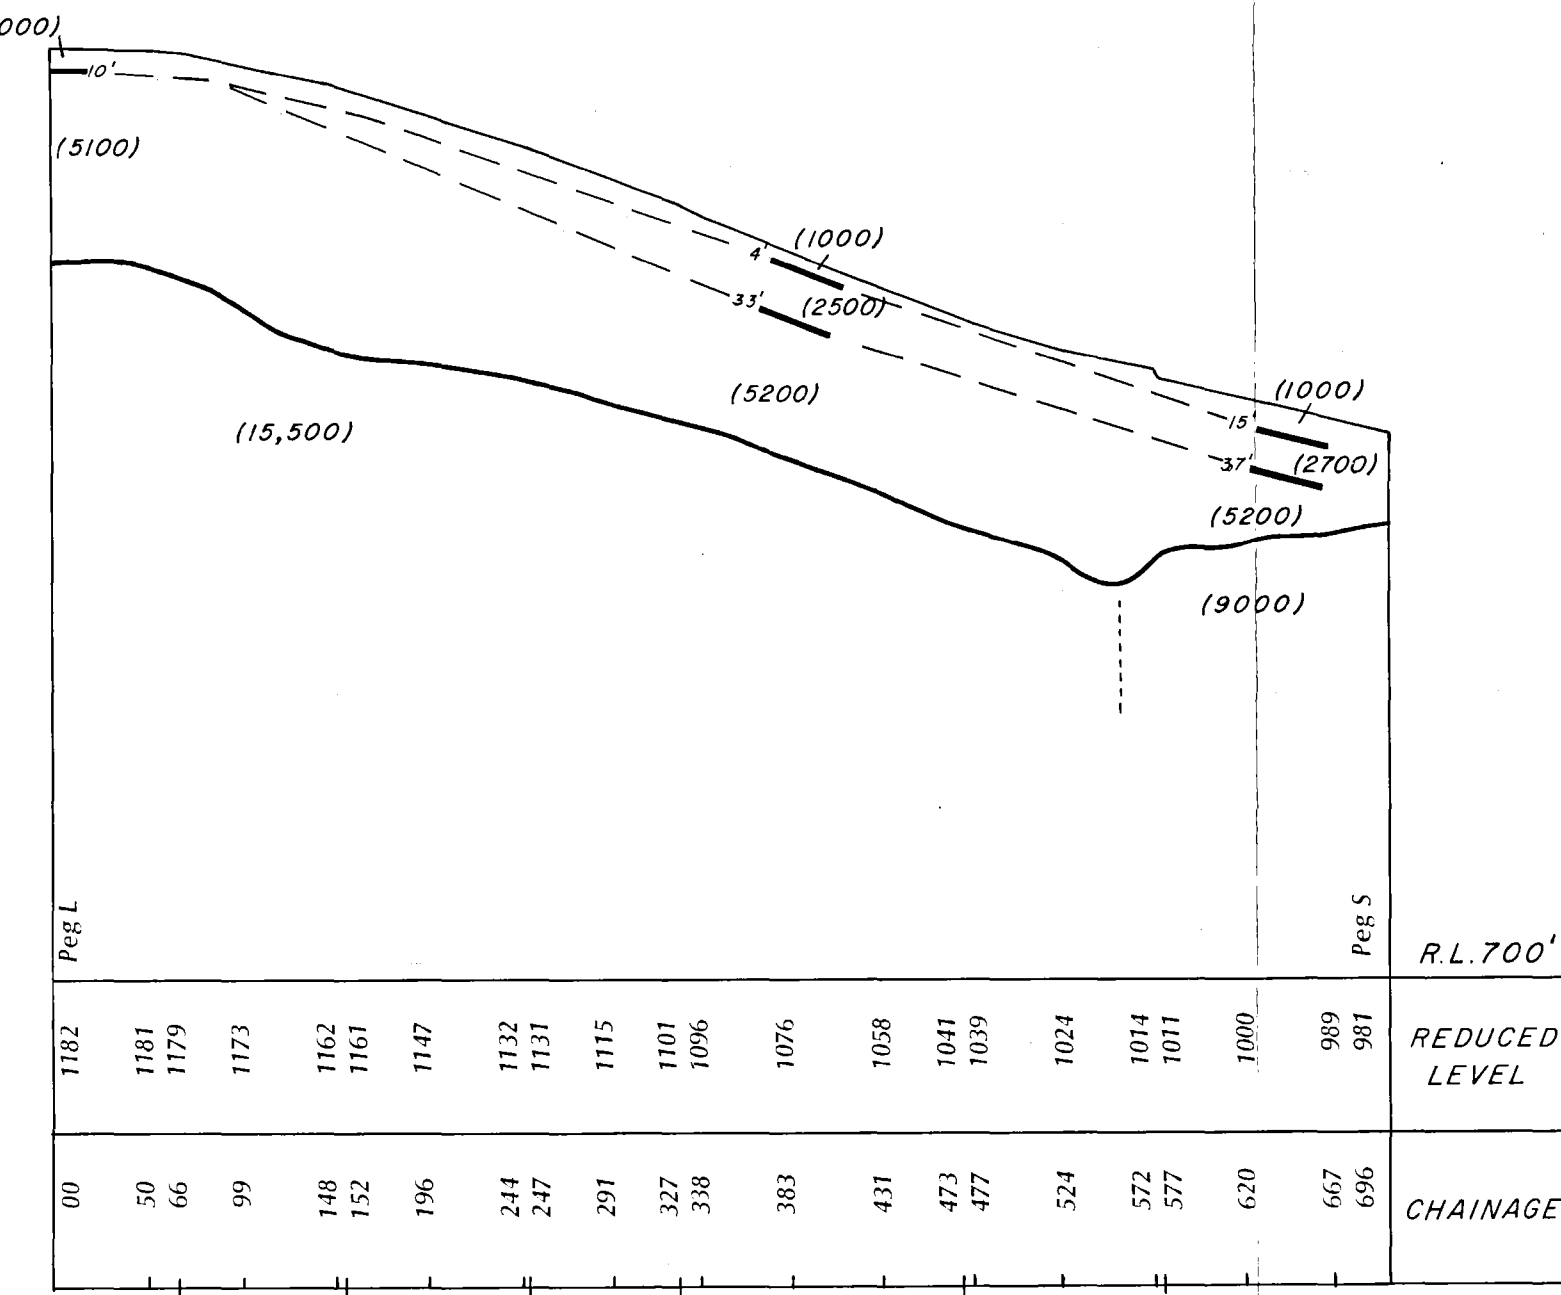 000)
10'
(5100)
4'
(1000)
33'
(2500)
(5200)
(15,500)
(1000)
15'
37'
(2700)
(5200)
(9000)
Peg L
Peg S
R.L. 700'
1182 1181 1179 1173 1162 1161 1147 1132 1131 1115 1101 1096 1076 1058 1041 1039 1024 1014 1011 1000 989 981
REDUCED
LEVEL
00 50 66 99 148 152 196 244 247 291 327 338 383 431 473 477 524 572 577 620 667 696
CHAINAGE